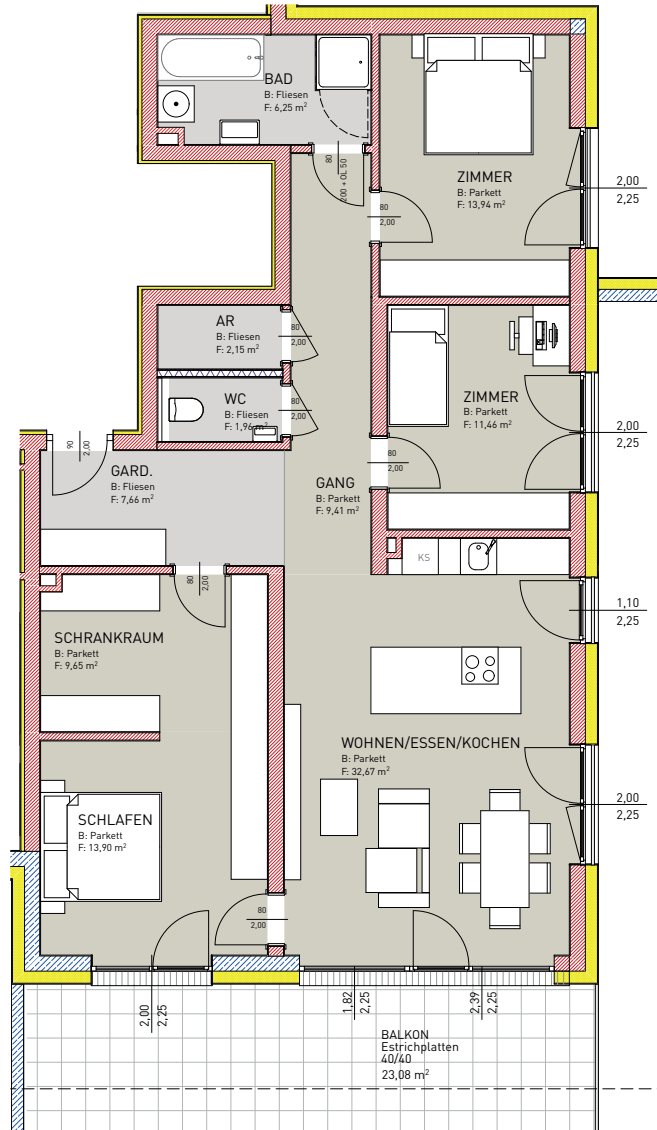 BAD
B: Fliesen
F: 6,25 m²
80
200 + OL 50
ZIMMER
B: Parkett
F: 13,94 m²
2,00
2,25
80
2,00
AR
B: Fliesen
F: 2,15 m²
80
2,00
WC
B: Fliesen
F: 1,96 m²
80
2,00
ZIMMER
B: Parkett
F: 11,46 m²
2,00
2,25
90
2,00
GARD.
B: Fliesen
F: 7,66 m²
GANG
B: Parkett
F: 9,41 m²
80
2,00
KS
80
2,00
1,10
2,25
SCHRANKRAUM
B: Parkett
F: 9,65 m²
WOHNEN/ESSEN/KOCHEN
B: Parkett
F: 32,67 m²
2,00
2,25
SCHLAFEN
B: Parkett
F: 13,90 m²
80
2,00
2,00
2,25
1,82
2,25
2,39
2,25
BALKON
Estrichplatten
40/40
23,08 m²